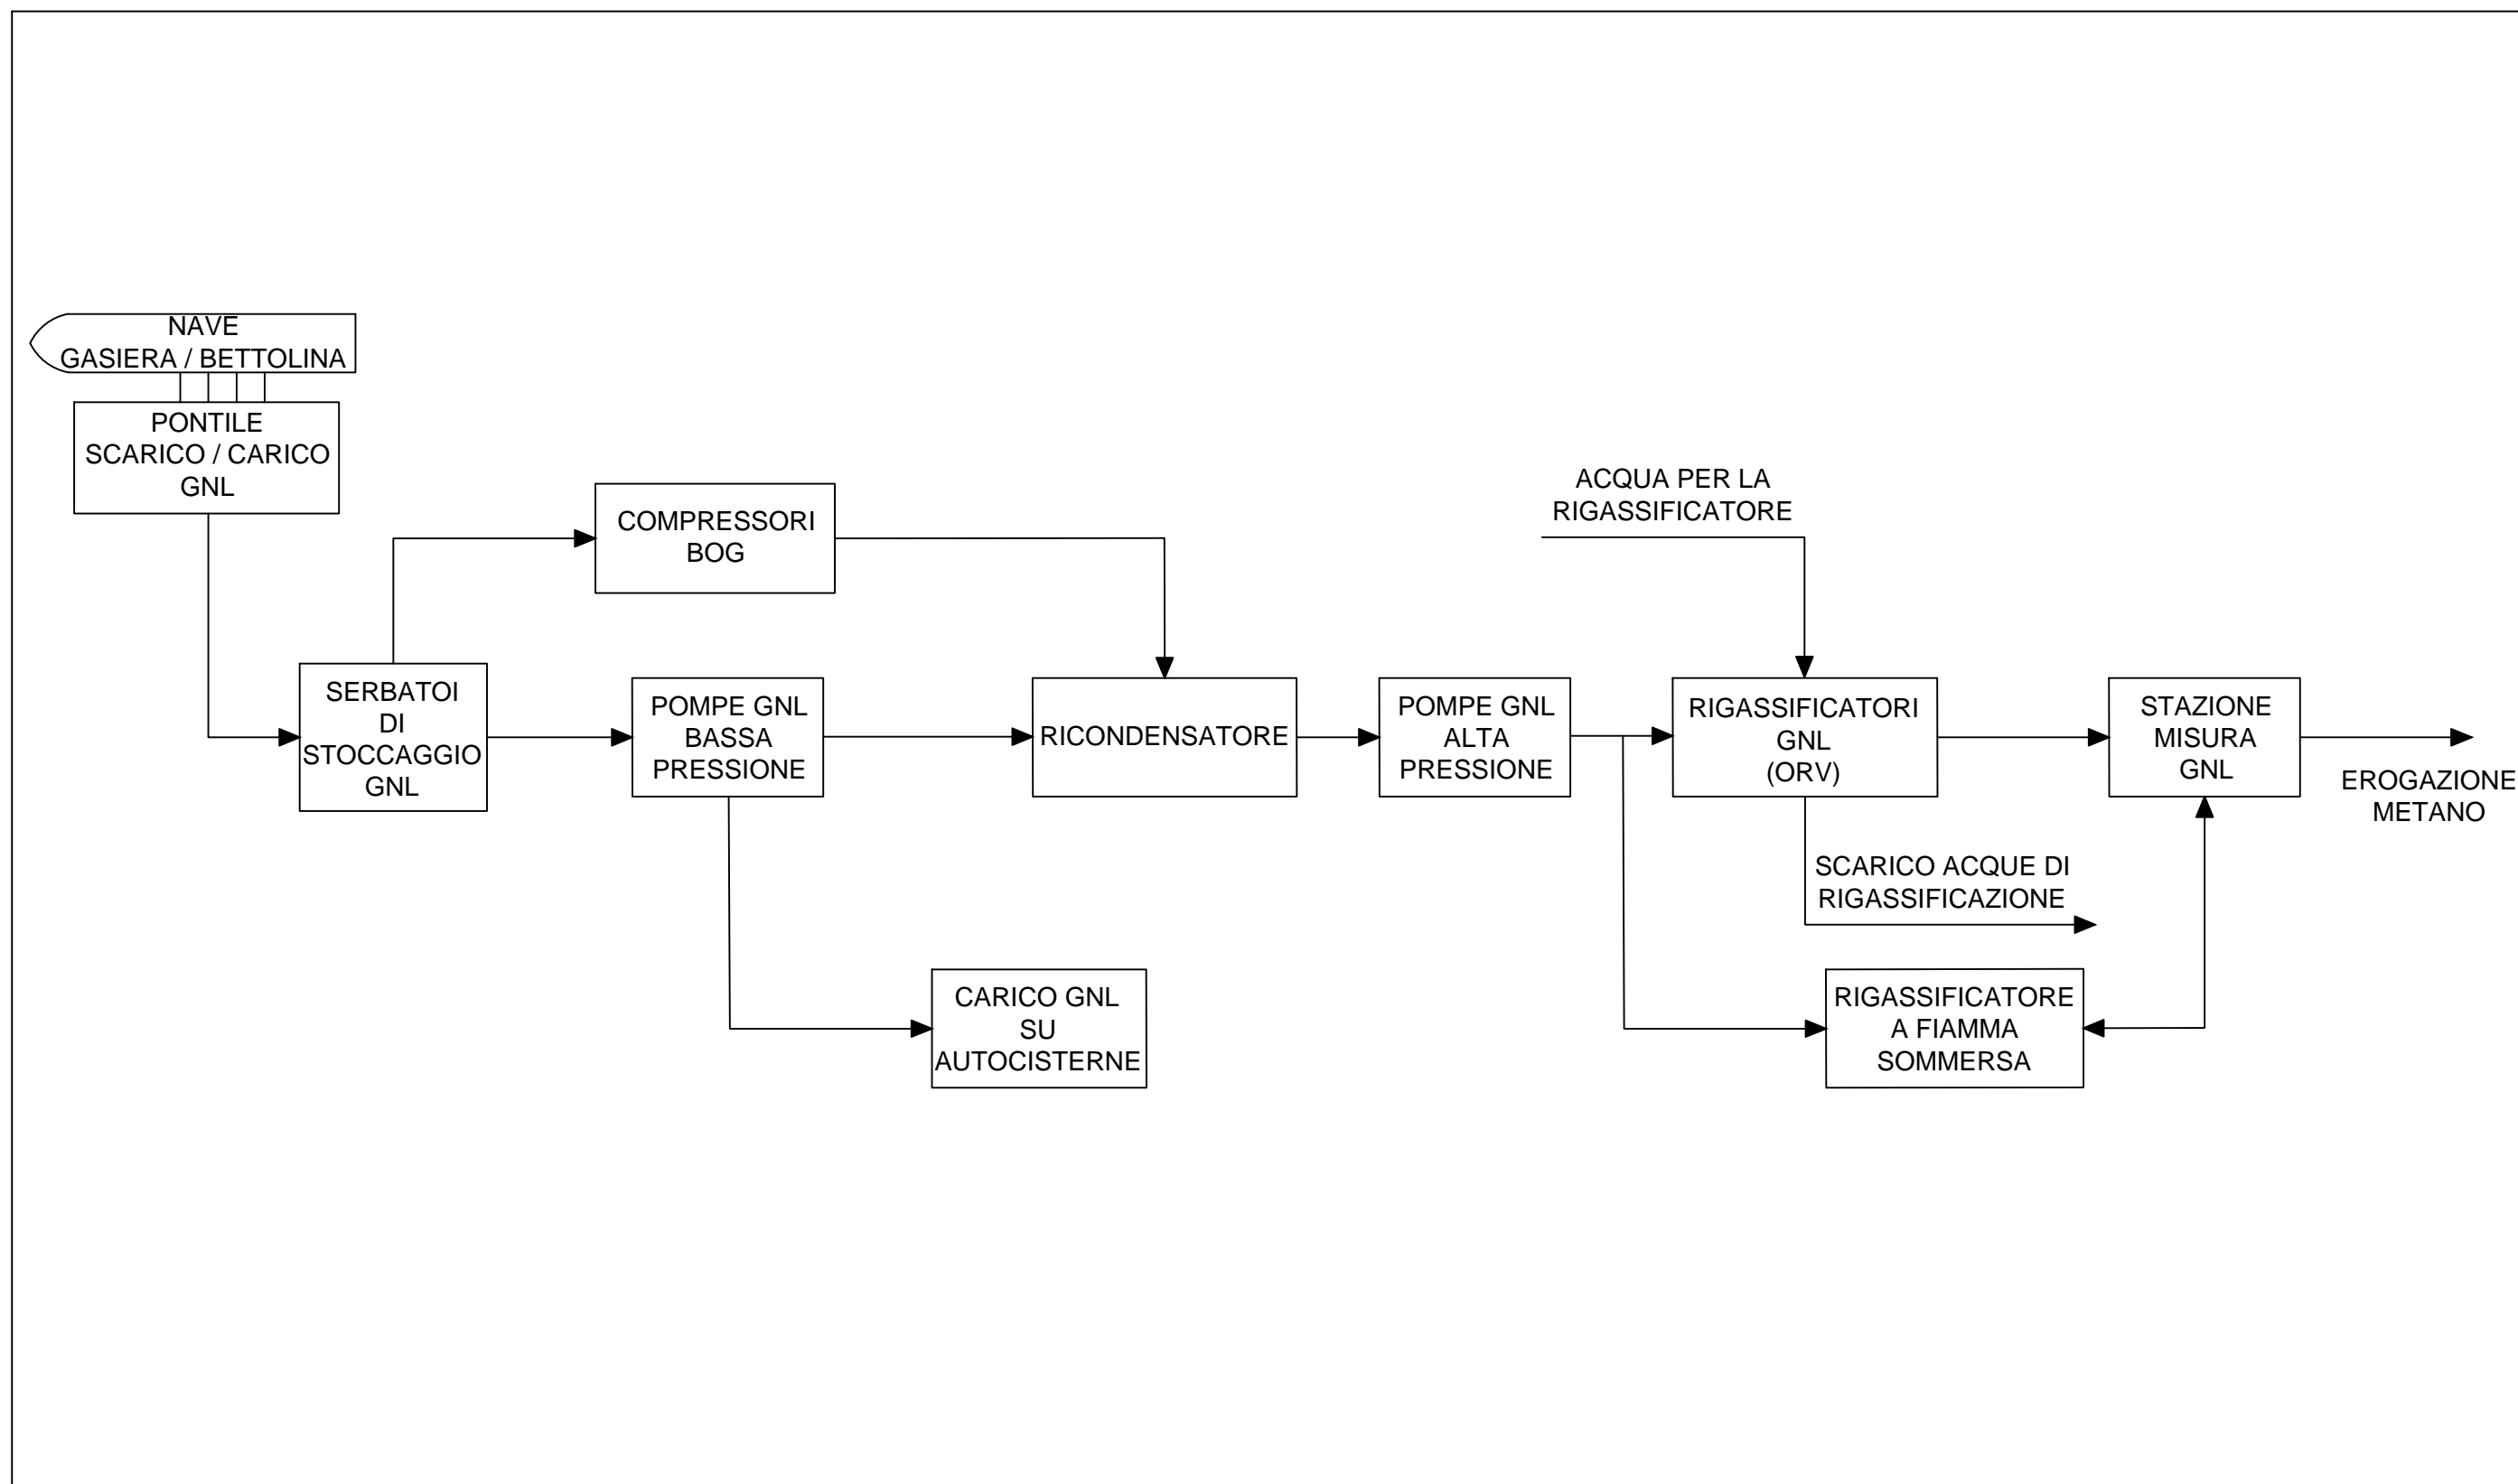 NAVE
GASIERA / BETTOLINA
PONTILE
SCARICO / CARICO
GNL
COMPRESSORI
BOG
ACQUA PER LA
RIGASSIFICATORE
SERBATOI
DI
STOCCAGGIO
GNL
POMPE GNL
BASSA
PRESSIONE
RICONDENSATORE
POMPE GNL
ALTA
PRESSIONE
RIGASSIFICATORI
GNL
(ORV)
STAZIONE
MISURA
GNL
EROGAZIONE
METANO
SCARICO ACQUE DI
RIGASSIFICAZIONE
CARICO GNL
SU
AUTOCISTERNE
RIGASSIFICATORE
A FIAMMA
SOMMERSA